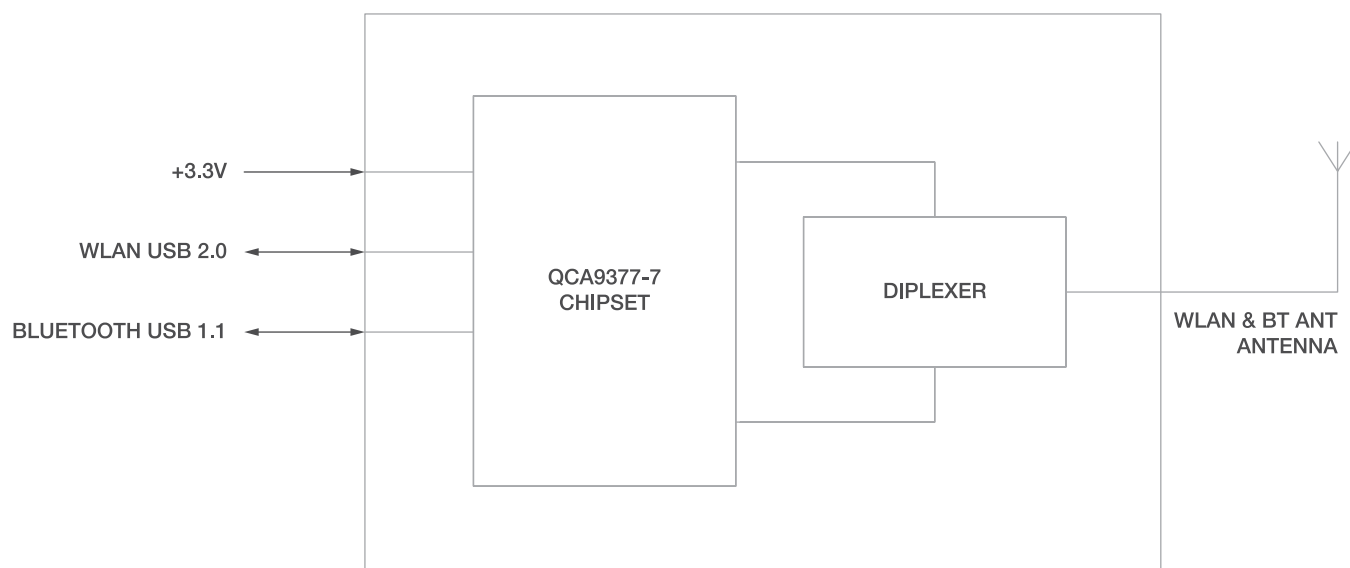 +3.3V
WLAN USB 2.0
BLUETOOTH USB 1.1
QCA9377-7
CHIPSET
DIPLEXER
WLAN & BT ANT
ANTENNA